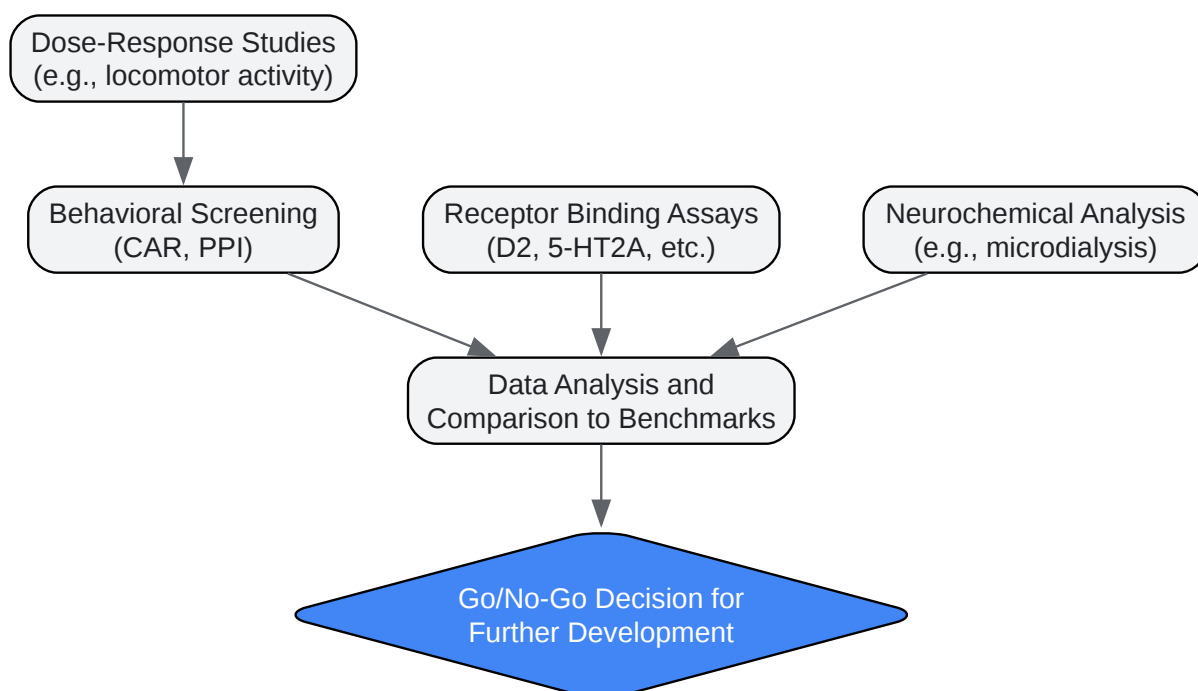 Dose-Response Studies
(e.g., locomotor activity)
Behavioral Screening
(CAR, PPI)
Receptor Binding Assays
(D2, 5-HT2A, etc.)
Neurochemical Analysis
(e.g., microdialysis)
Data Analysis and
Comparison to Benchmarks
Go/No-Go Decision for
Further Development